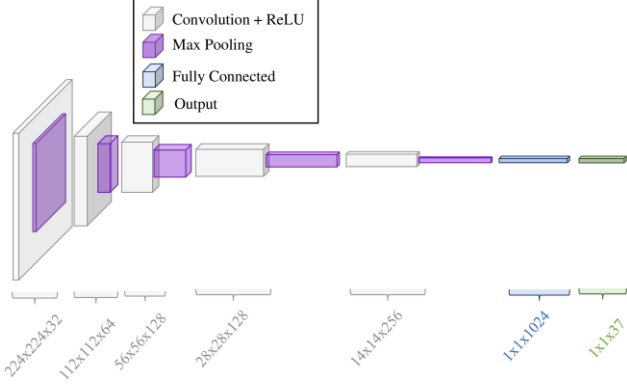 Convolution + ReLU
Max Pooling
Fully Connected
Output
224x224x32
112x112x64
56x56x128
28x28x128
14x14x256
1x1x1024
1x1x37